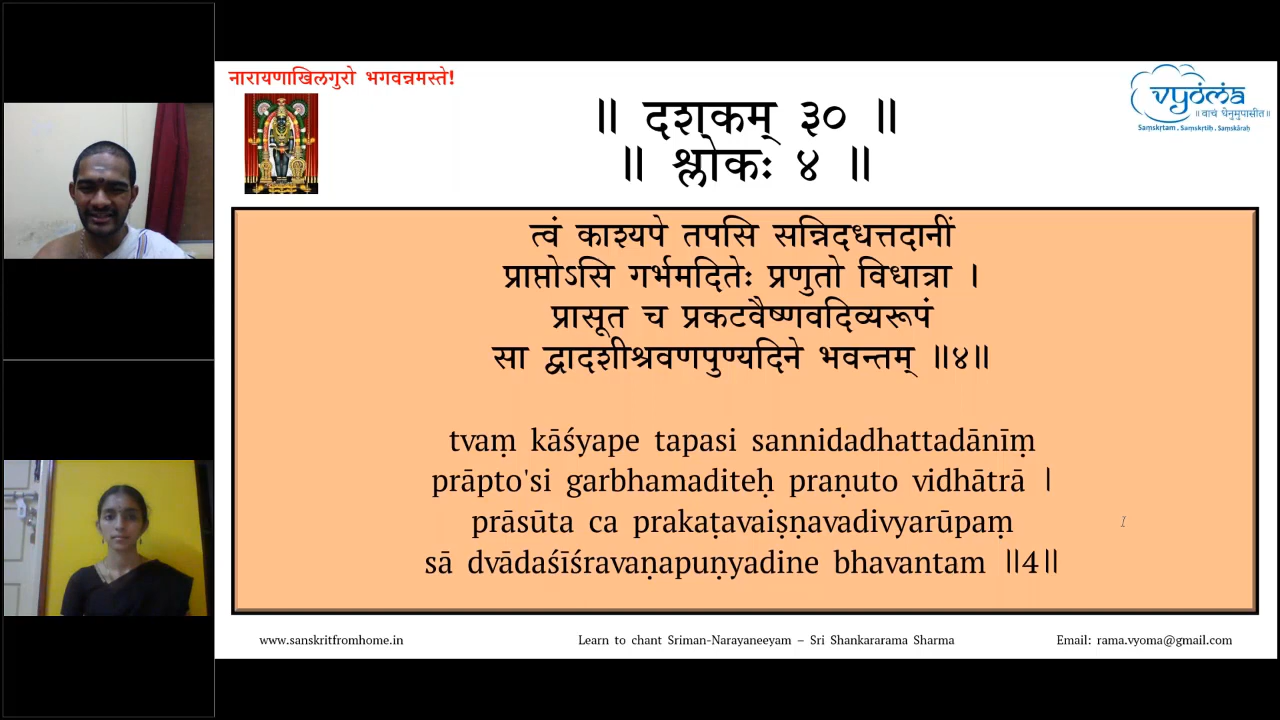 नारायणाखिलगुरो भगवन्नमस्ते!
vyoma
॥ वाचं धेनुमुपासीत॥
Saṃskṛtam . Saṃskṛtiḥ . Saṃskāraḥ
॥ दशकम् ३० ॥
॥ श्लोकः ४ ॥
त्वं काश्यपे तपसि सन्निदधत्तदानीं
प्राप्तोऽसि गर्भमदितेः प्रणुतो विधात्रा ।
प्रासूत च प्रकटवैष्णवदिव्यरूपं
सा द्वादशीश्रवणपुण्यदिने भवन्तम् ॥४॥
tvaṃ kāśyape tapasi sannidadhattadānīṃ
prāpto'si garbhamaditeḥ praṇuto vidhātrā ।
prāsūta ca prakaṭavaiṣṇavadivyarūpaṃ
sā dvādaśīśravaṇapuṇyadine bhavantam ॥4॥
www.sanskritfromhome.in
Learn to chant Sriman-Narayaneeyam – Sri Shankararama Sharma
Email: rama.vyoma@gmail.com